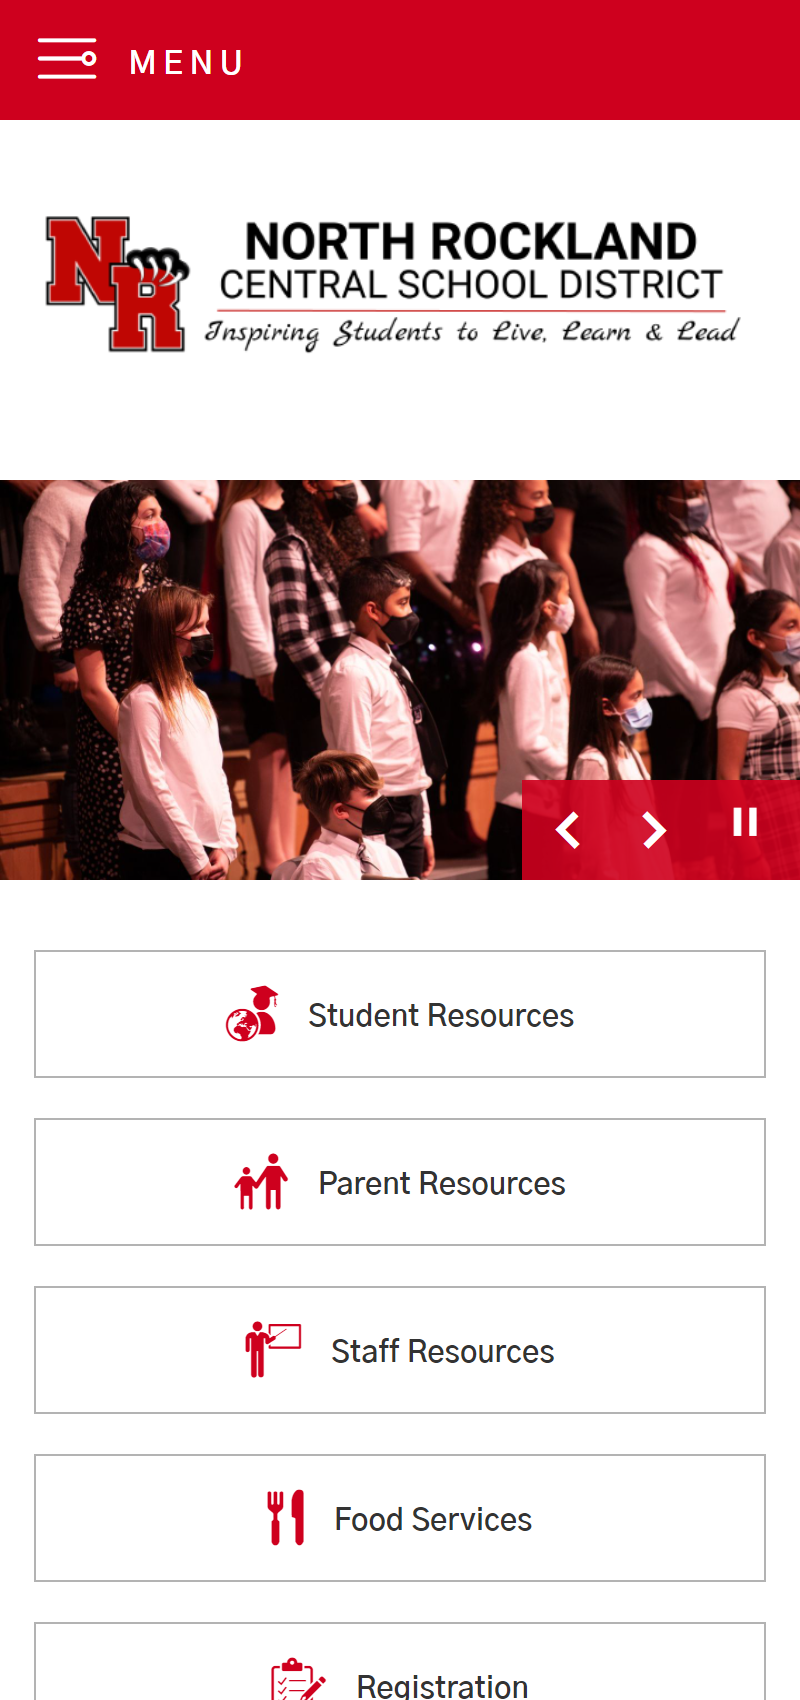 MENU
NR
NORTH ROCKLAND
CENTRAL SCHOOL DISTRICT
Inspiring Students to Live, Learn & Lead
Student Resources
Parent Resources
Staff Resources
Food Services
Registration